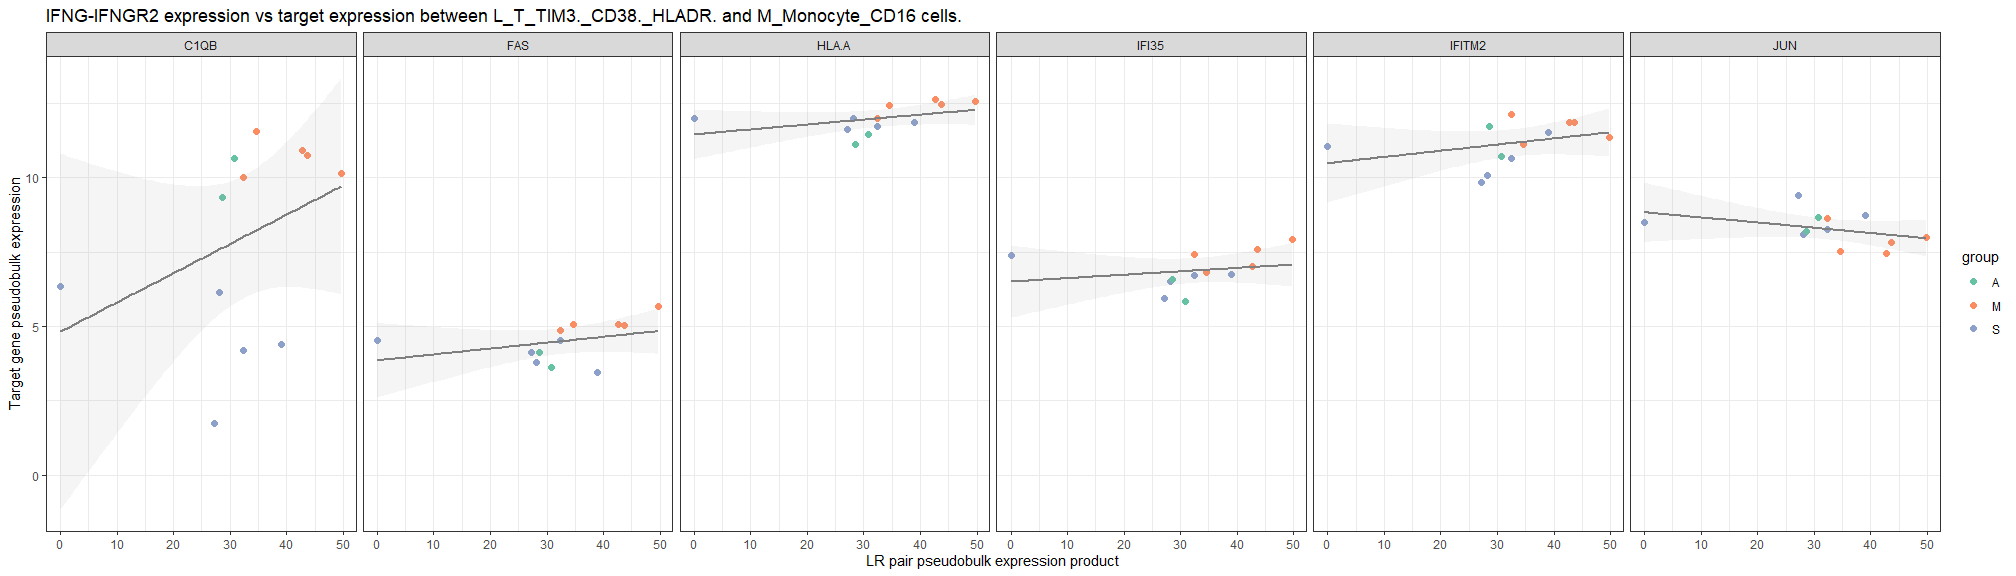 IFNG-IFNGR2 expression vs target expression between L_T_TIM3._CD38._HLADR. and M_Monocyte_CD16 cells.
C1QB FAS HLA.A IFI35 IFITM2 JUN
Target gene pseudobulk expression
10
5
0
group
A
M
S
0 10 20 30 40 50 0 10 20 30 40 50 0 10 20 30 40 50 0 10 20 30 40 50 0 10 20 30 40 50 0 10 20 30 40 50
LR pair pseudobulk expression product